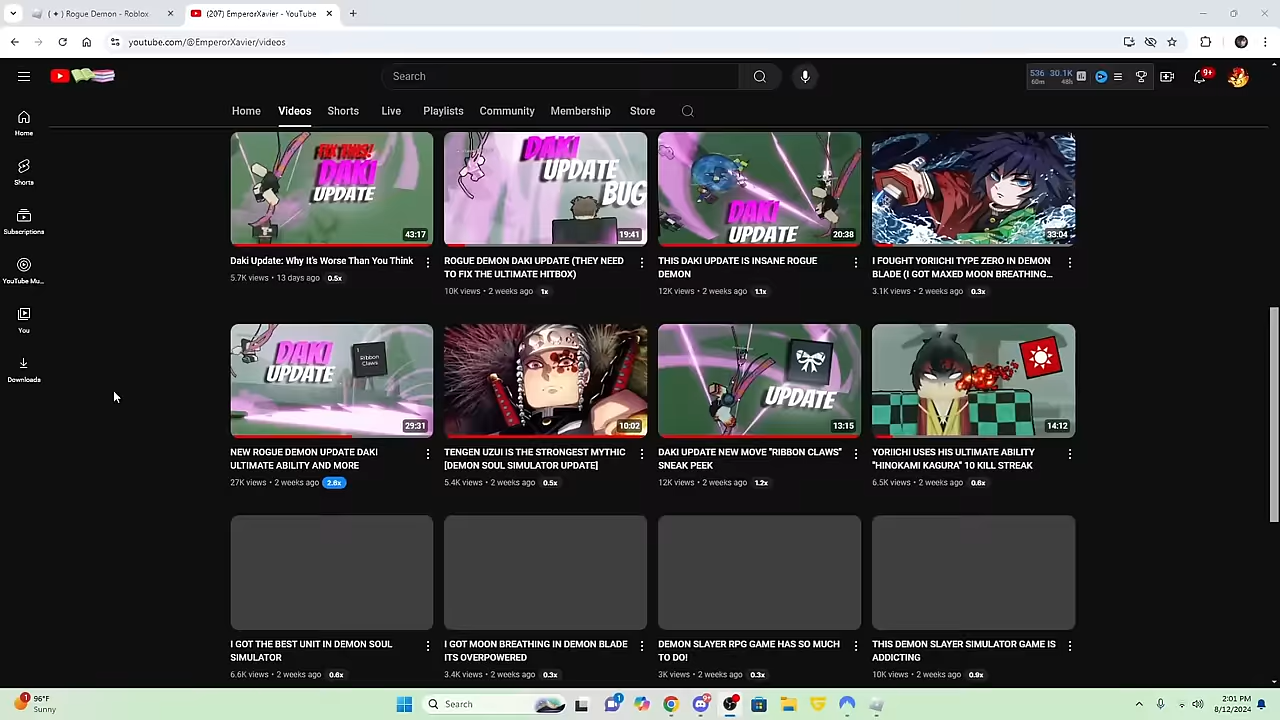 ( + ) Rogue Demon - Roblox
(207) EmperorXavier - YouTube
youtube.com/@EmperorXavier/videos
Search
536 30.1K
60m 48h
9+
Home Videos Shorts Live Playlists Community Membership Store
Home
Shorts
Subscriptions
YouTube Mu...
You
Downloads
FIX THIS!
DAKI
UPDATE
43:17
DAKI
UPDATE
BUG
19:41
DAKI
UPDATE
20:38
33:04
Daki Update: Why It's Worse Than You Think
5.7K views • 13 days ago 0.5x
ROGUE DEMON DAKI UPDATE (THEY NEED
TO FIX THE ULTIMATE HITBOX)
10K views • 2 weeks ago 1x
THIS DAKI UPDATE IS INSANE ROGUE
DEMON
12K views • 2 weeks ago 1.1x
I FOUGHT YORIICHI TYPE ZERO IN DEMON
BLADE (I GOT MAXED MOON BREATHING...
3.1K views • 2 weeks ago 0.3x
DAKI
UPDATE
1
Ribbon
Claws
29:31
10:02
UPDATE
13:15
14:12
NEW ROGUE DEMON UPDATE DAKI
ULTIMATE ABILITY AND MORE
27K views • 2 weeks ago 2.6x
TENGEN UZUI IS THE STRONGEST MYTHIC
[DEMON SOUL SIMULATOR UPDATE]
5.4K views • 2 weeks ago 0.5x
DAKI UPDATE NEW MOVE "RIBBON CLAWS"
SNEAK PEEK
12K views • 2 weeks ago 1.2x
YORIICHI USES HIS ULTIMATE ABILITY
"HINOKAMI KAGURA" 10 KILL STREAK
6.5K views • 2 weeks ago 0.6x
I GOT THE BEST UNIT IN DEMON SOUL
SIMULATOR
6.6K views • 2 weeks ago 0.6x
I GOT MOON BREATHING IN DEMON BLADE
ITS OVERPOWERED
3.4K views • 2 weeks ago 0.3x
DEMON SLAYER RPG GAME HAS SO MUCH
TO DO!
3K views • 2 weeks ago 0.3x
THIS DEMON SLAYER SIMULATOR GAME IS
ADDICTING
10K views • 2 weeks ago 0.9x
1
96°F
Sunny
Search
1
9+
2:01 PM
8/12/2024